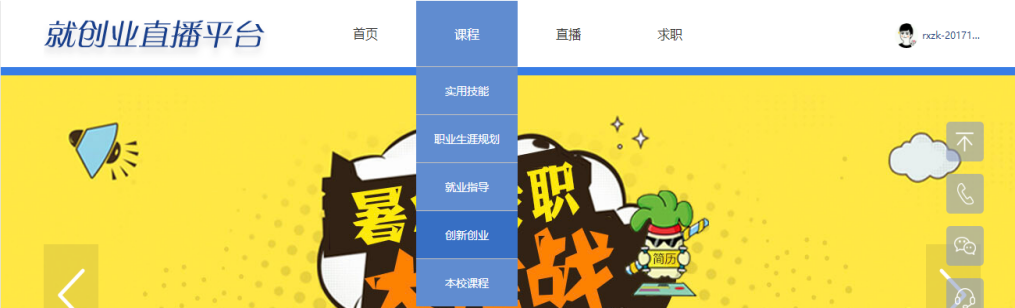 就创业直播平台
首页
课程
直播
求职
rxzk-20171...
实用技能
职业生涯规划
就业指导
创新创业
本校课程
暑
职
战
简历